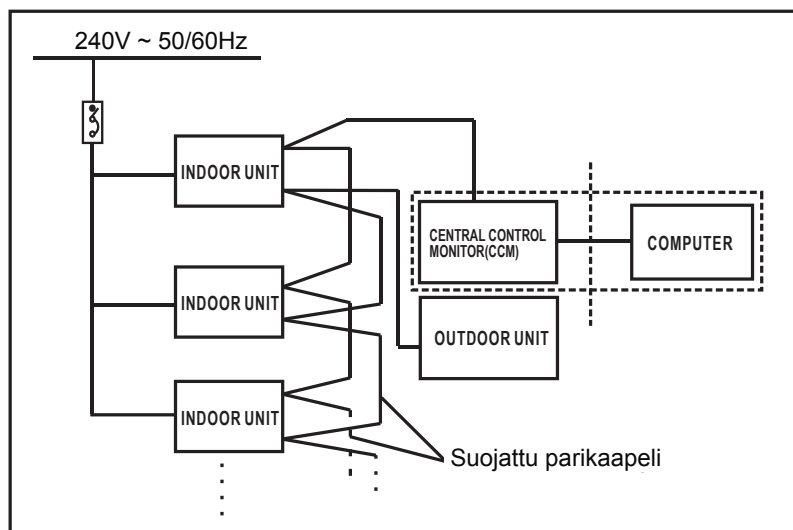 240V ~ 50/60Hz
INDOOR UNIT
CENTRAL CONTROL
MONITOR(CCM)
COMPUTER
INDOOR UNIT
OUTDOOR UNIT
INDOOR UNIT
Suojattu parikaapeli